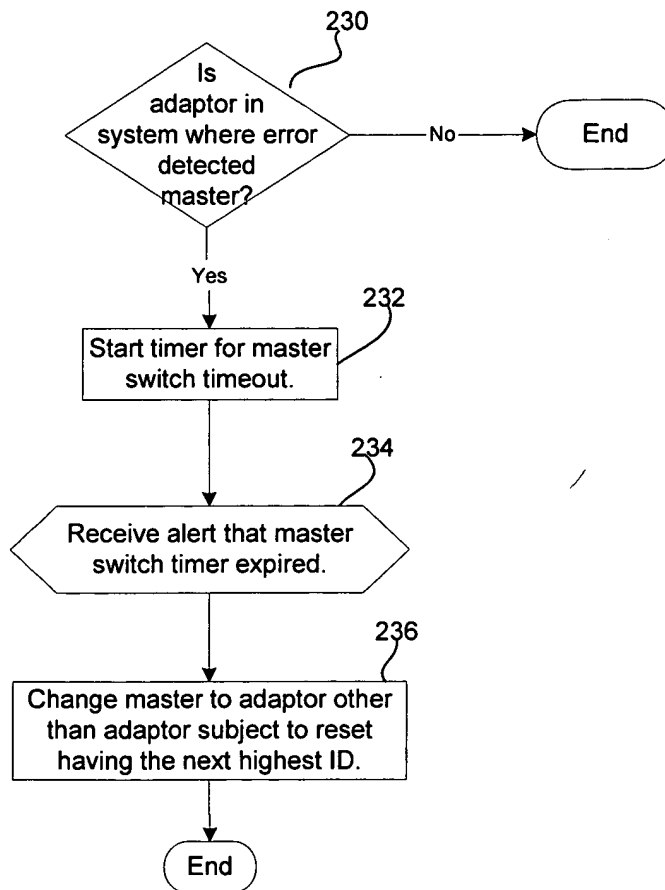 230
Is
adaptor in
system where error
detected
master?
No
End
Yes
232
Start timer for master
switch timeout.
234
Receive alert that master
switch timer expired.
236
Change master to adaptor other
than adaptor subject to reset
having the next highest ID.
End